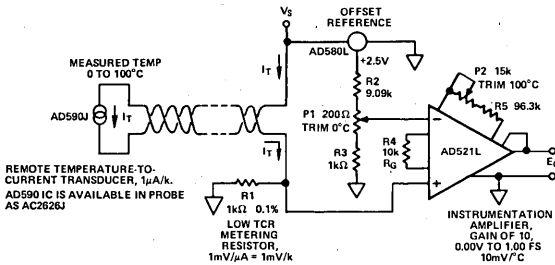 OFFSET
REFERENCE
VS
AD580L
+2.5V
IT
MEASURED TEMP
0 TO 100°C
AD590J
IT
IT
R2
9.09k
P1 200Ω
TRIM 0°C
R3
1kΩ
P2 15k
TRIM 100°C
R5 96.3k
R4
10k
RG
−
+
AD521L
EO
REMOTE TEMPERATURE-TO-
CURRENT TRANSDUCER, 1μA/k.
AD590 IC IS AVAILABLE IN PROBE
AS AC2626J
R1
1kΩ 0.1%
LOW TCR
METERING
RESISTOR,
1mV/μA = 1mV/k
INSTRUMENTATION
AMPLIFIER,
GAIN OF 10,
0.00V TO 1.00 FS
10mV/°C